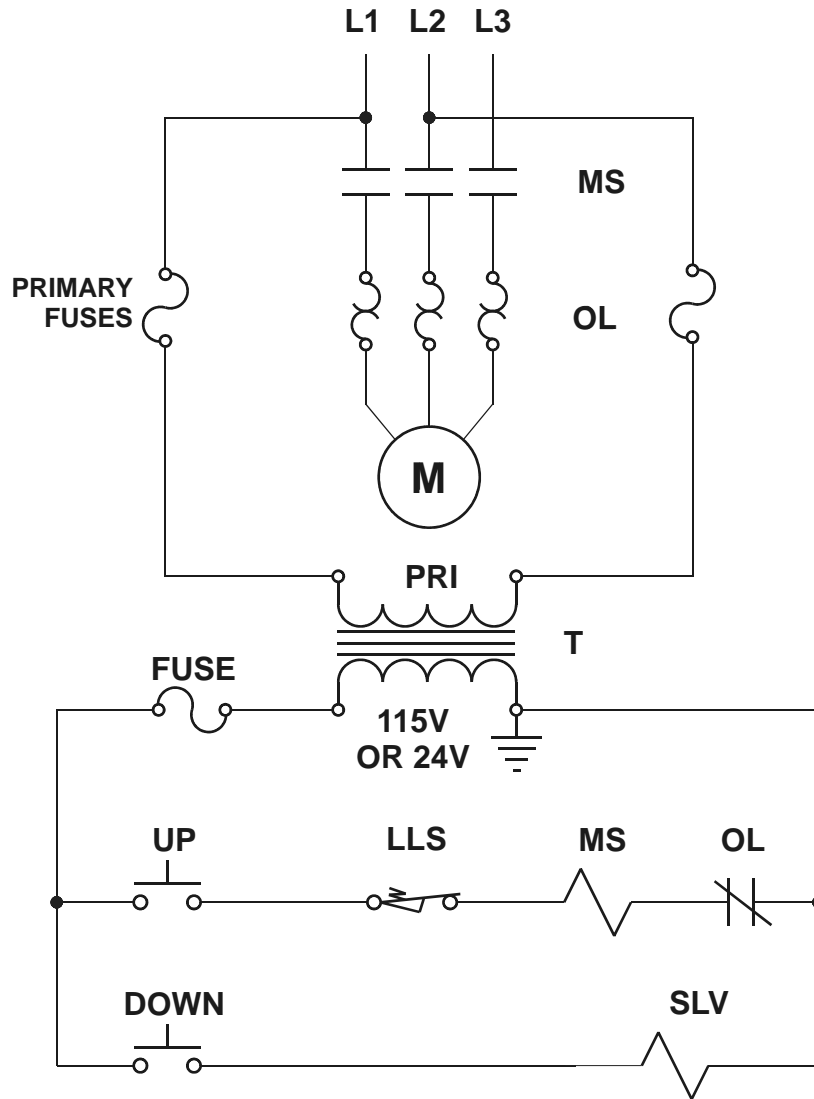 L1 L2 L3
MS
PRIMARY
FUSES
OL
M
PRI
T
FUSE
115V
OR 24V
UP LLS MS OL
DOWN SLV